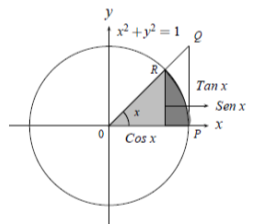 y
x² + y² = 1
Q
R
Tan x
x
Sen x
0
Cos x
P
x